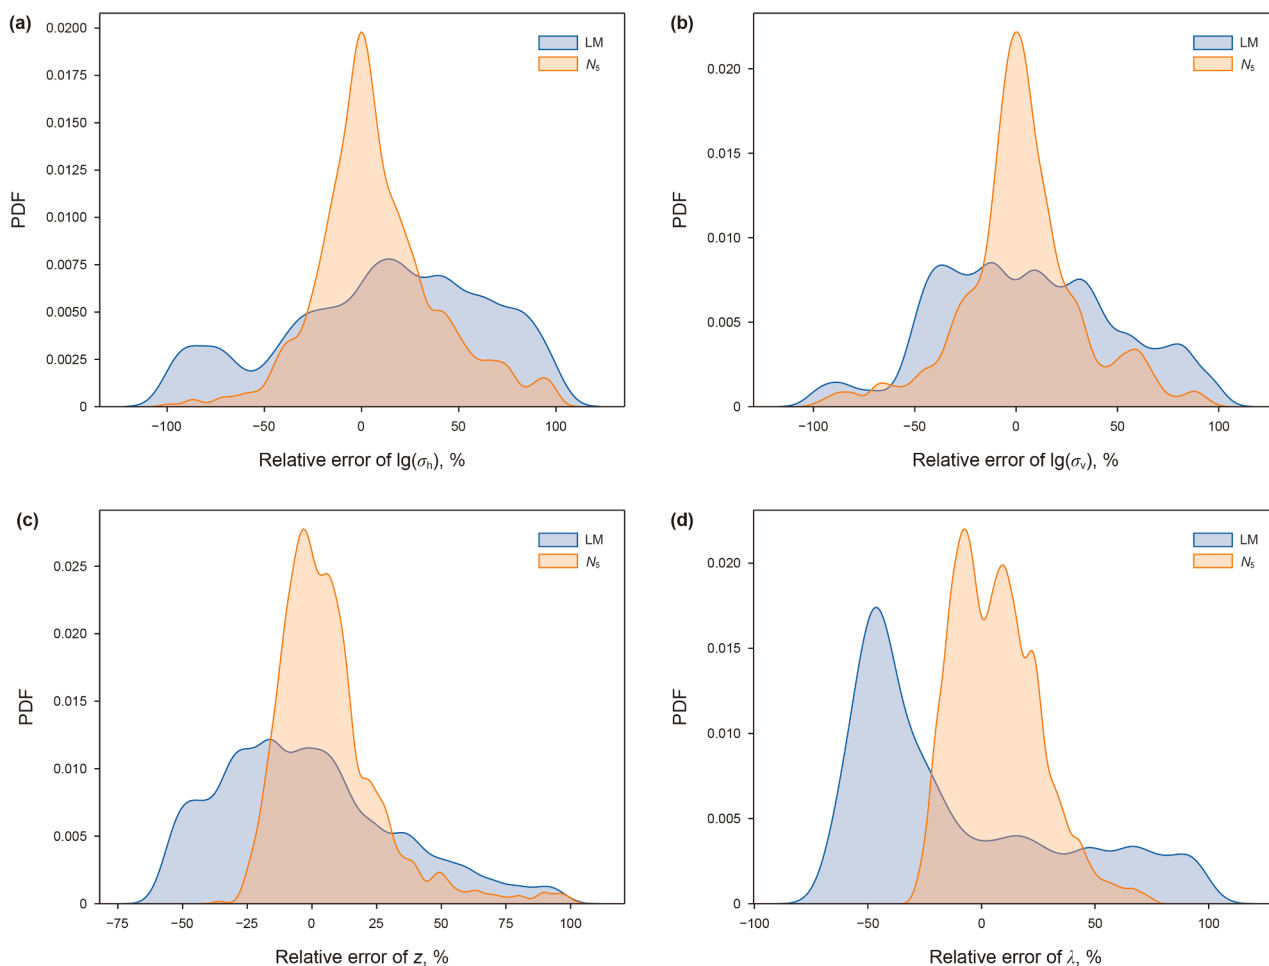 (a)
LM
N₅
0.0200
0.0175
0.0150
0.0125
0.0100
0.0075
0.0050
0.0025
0
PDF
−100 −50 0 50 100
Relative error of lg(σh), %
(b)
LM
N₅
0.020
0.015
0.010
0.005
0
PDF
−100 −50 0 50 100
Relative error of lg(σv), %
(c)
LM
N₅
0.025
0.020
0.015
0.010
0.005
0
PDF
−75 −50 −25 0 25 50 75 100
Relative error of z, %
(d)
LM
N₅
0.020
0.015
0.010
0.005
0
PDF
−100 −50 0 50 100
Relative error of λ, %